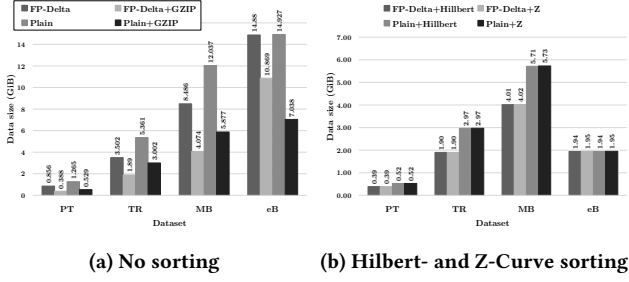 FP-Delta FP-Delta+GZIP
Plain Plain+GZIP
Data size (GiB)
14
12
10
8
6
4
2
0
0.856 0.388 1.265 0.529
3.502 1.89 5.361 3.002
8.486 4.074 12.037 5.877
14.88 10.869 14.927 7.038
PT TR MB eB
Dataset
(a) No sorting
FP-Delta+Hillbert FP-Delta+Z
Plain+Hillbert Plain+Z
Data size (GiB)
7.00
6.00
5.00
4.00
3.00
2.00
1.00
0.00
0.39 0.39 0.52 0.52
1.90 1.90 2.97 2.97
4.01 4.02 5.71 5.73
1.94 1.95 1.94 1.95
PT TR MB eB
Dataset
(b) Hilbert- and Z-Curve sorting